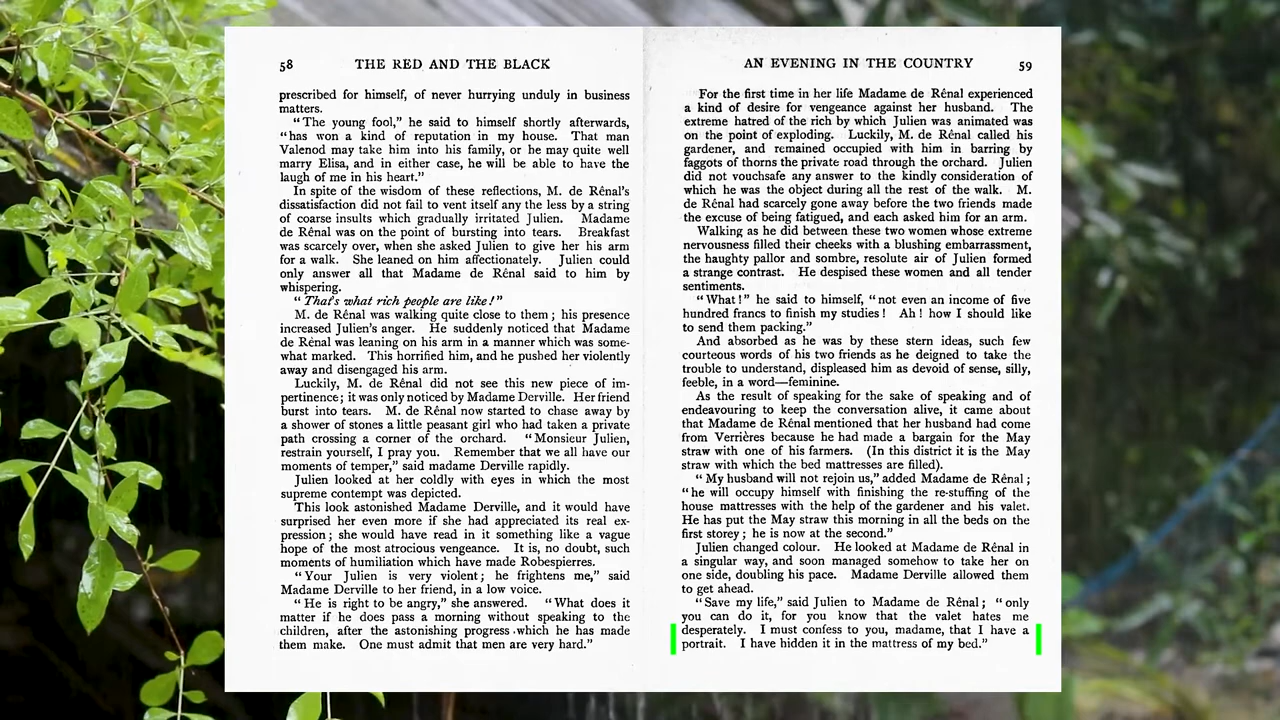 58 THE RED AND THE BLACK
prescribed for himself, of never hurrying unduly in business
matters.
“The young fool,” he said to himself shortly afterwards,
“has won a kind of reputation in my house. That man
Valenod may take him into his family, or he may quite well
marry Elisa, and in either case, he will be able to have the
laugh of me in his heart.”
In spite of the wisdom of these reflections, M. de Rênal’s
dissatisfaction did not fail to vent itself any the less by a string
of coarse insults which gradually irritated Julien. Madame
de Rênal was on the point of bursting into tears. Breakfast
was scarcely over, when she asked Julien to give her his arm
for a walk. She leaned on him affectionately. Julien could
only answer all that Madame de Rênal said to him by
whispering.
“That’s what rich people are like!”
M. de Rênal was walking quite close to them; his presence
increased Julien’s anger. He suddenly noticed that Madame
de Rênal was leaning on his arm in a manner which was some-
what marked. This horrified him, and he pushed her violently
away and disengaged his arm.
Luckily, M. de Rênal did not see this new piece of im-
pertinence; it was only noticed by Madame Derville. Her friend
burst into tears. M. de Rênal now started to chase away by
a shower of stones a little peasant girl who had taken a private
path crossing a corner of the orchard. “Monsieur Julien,
restrain yourself, I pray you. Remember that we all have our
moments of temper,” said madame Derville rapidly.
Julien looked at her coldly with eyes in which the most
supreme contempt was depicted.
This look astonished Madame Derville, and it would have
surprised her even more if she had appreciated its real ex-
pression; she would have read in it something like a vague
hope of the most atrocious vengeance. It is, no doubt, such
moments of humiliation which have made Robespierres.
“Your Julien is very violent; he frightens me,” said
Madame Derville to her friend, in a low voice.
“He is right to be angry,” she answered. “What does it
matter if he does pass a morning without speaking to the
children, after the astonishing progress which he has made
them make. One must admit that men are very hard.”
AN EVENING IN THE COUNTRY 59
For the first time in her life Madame de Rênal experienced
a kind of desire for vengeance against her husband. The
extreme hatred of the rich by which Julien was animated was
on the point of exploding. Luckily, M. de Rênal called his
gardener, and remained occupied with him in barring by
faggots of thorns the private road through the orchard. Julien
did not vouchsafe any answer to the kindly consideration of
which he was the object during all the rest of the walk. M.
de Rênal had scarcely gone away before the two friends made
the excuse of being fatigued, and each asked him for an arm.
Walking as he did between these two women whose extreme
nervousness filled their cheeks with a blushing embarrassment,
the haughty pallor and sombre, resolute air of Julien formed
a strange contrast. He despised these women and all tender
sentiments.
“What!” he said to himself, “not even an income of five
hundred francs to finish my studies! Ah! how I should like
to send them packing.”
And absorbed as he was by these stern ideas, such few
courteous words of his two friends as he deigned to take the
trouble to understand, displeased him as devoid of sense, silly,
feeble, in a word—feminine.
As the result of speaking for the sake of speaking and of
endeavouring to keep the conversation alive, it came about
that Madame de Rênal mentioned that her husband had come
from Verrières because he had made a bargain for the May
straw with one of his farmers. (In this district it is the May
straw with which the bed mattresses are filled).
“My husband will not rejoin us,” added Madame de Rênal;
“he will occupy himself with finishing the re-stuffing of the
house mattresses with the help of the gardener and his valet.
He has put the May straw this morning in all the beds on the
first storey; he is now at the second.”
Julien changed colour. He looked at Madame de Rênal in
a singular way, and soon managed somehow to take her on
one side, doubling his pace. Madame Derville allowed them
to get ahead.
“Save my life,” said Julien to Madame de Rênal; “only
you can do it, for you know that the valet hates me
desperately. I must confess to you, madame, that I have a
portrait. I have hidden it in the mattress of my bed.”